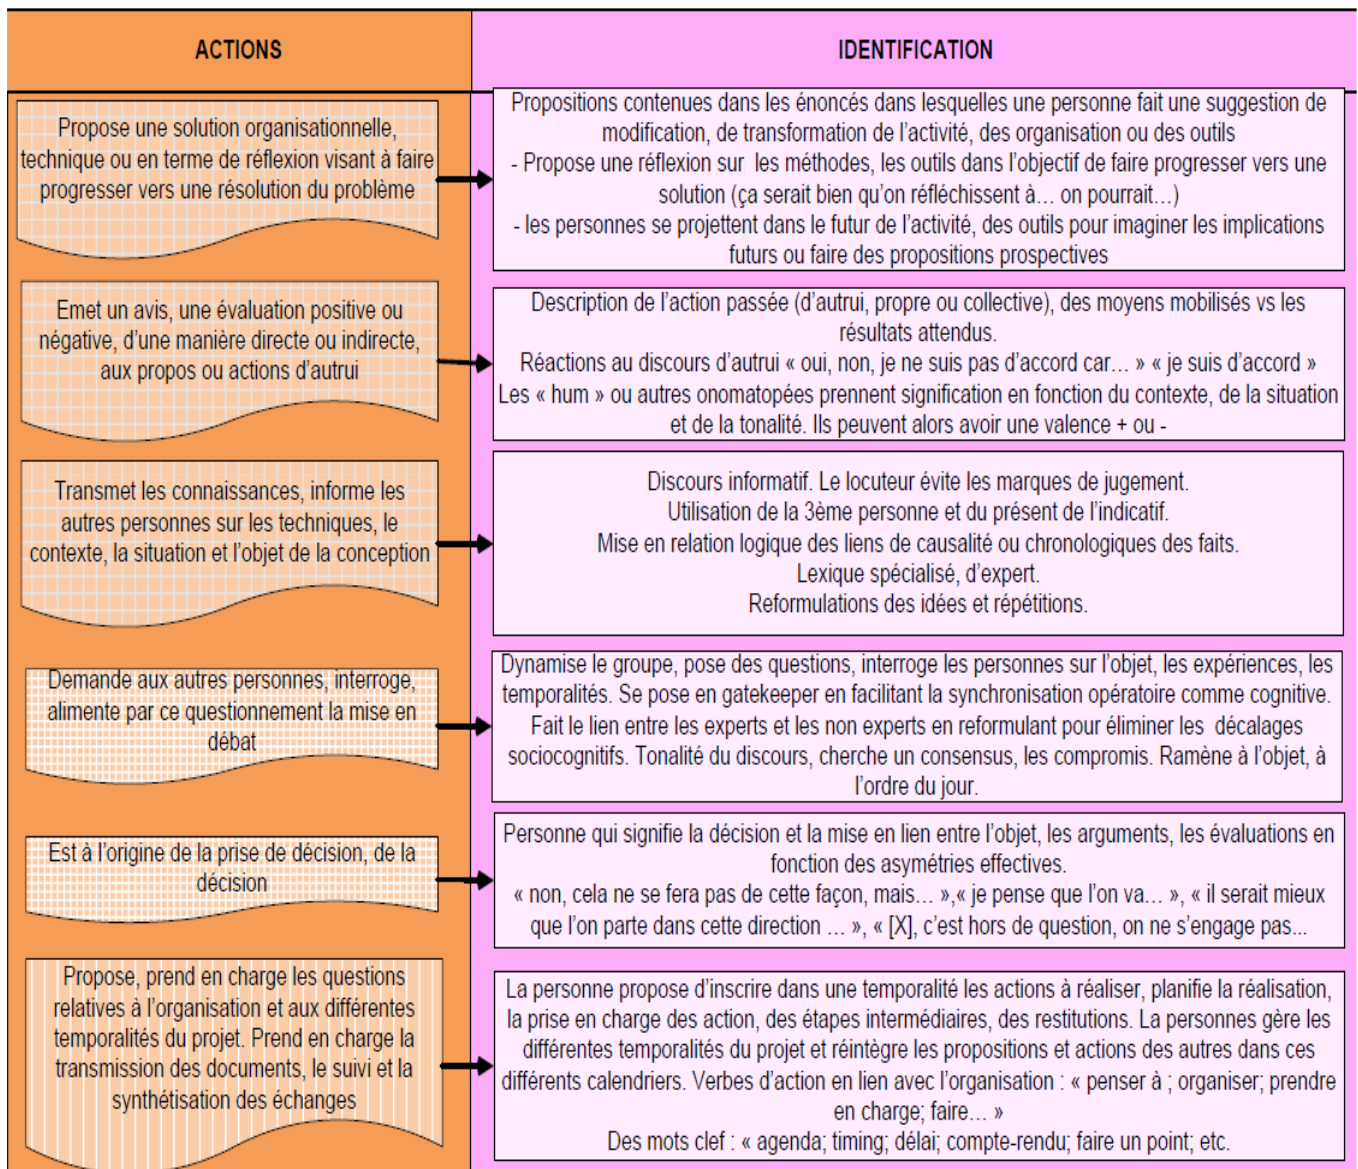 ACTIONS
IDENTIFICATION
Propose une solution organisationnelle,
technique ou en terme de réflexion visant à faire
progresser vers une résolution du problème
Propositions contenues dans les énoncés dans lesquelles une personne fait une suggestion de
modification, de transformation de l'activité, des organisation ou des outils
- Propose une réflexion sur les méthodes, les outils dans l'objectif de faire progresser vers une
solution (ça serait bien qu'on réfléchissent à… on pourrait…)
- les personnes se projettent dans le futur de l'activité, des outils pour imaginer les implications
futurs ou faire des propositions prospectives
Emet un avis, une évaluation positive ou
négative, d'une manière directe ou indirecte,
aux propos ou actions d'autrui
Description de l'action passée (d'autrui, propre ou collective), des moyens mobilisés vs les
résultats attendus.
Réactions au discours d'autrui « oui, non, je ne suis pas d'accord car… » « je suis d'accord »
Les « hum » ou autres onomatopées prennent signification en fonction du contexte, de la situation
et de la tonalité. Ils peuvent alors avoir une valence + ou -
Transmet les connaissances, informe les
autres personnes sur les techniques, le
contexte, la situation et l'objet de la conception
Discours informatif. Le locuteur évite les marques de jugement.
Utilisation de la 3ème personne et du présent de l'indicatif.
Mise en relation logique des liens de causalité ou chronologiques des faits.
Lexique spécialisé, d'expert.
Reformulations des idées et répétitions.
Demande aux autres personnes, interroge,
alimente par ce questionnement la mise en
débat
Dynamise le groupe, pose des questions, interroge les personnes sur l'objet, les expériences, les
temporalités. Se pose en gatekeeper en facilitant la synchronisation opératoire comme cognitive.
Fait le lien entre les experts et les non experts en reformulant pour éliminer les décalages
sociocognitifs. Tonalité du discours, cherche un consensus, les compromis. Ramène à l'objet, à
l'ordre du jour.
Est à l'origine de la prise de décision, de la
décision
Personne qui signifie la décision et la mise en lien entre l'objet, les arguments, les évaluations en
fonction des asymétries effectives.
« non, cela ne se fera pas de cette façon, mais… »,« je pense que l'on va… », « il serait mieux
que l'on parte dans cette direction … », « [X], c'est hors de question, on ne s'engage pas...
Propose, prend en charge les questions
relatives à l'organisation et aux différentes
temporalités du projet. Prend en charge la
transmission des documents, le suivi et la
synthétisation des échanges
La personne propose d'inscrire dans une temporalité les actions à réaliser, planifie la réalisation,
la prise en charge des action, des étapes intermédiaires, des restitutions. La personnes gère les
différentes temporalités du projet et réintègre les propositions et actions des autres dans ces
différents calendriers. Verbes d'action en lien avec l'organisation : « penser à ; organiser; prendre
en charge; faire… »
Des mots clef : « agenda; timing; délai; compte-rendu; faire un point; etc.